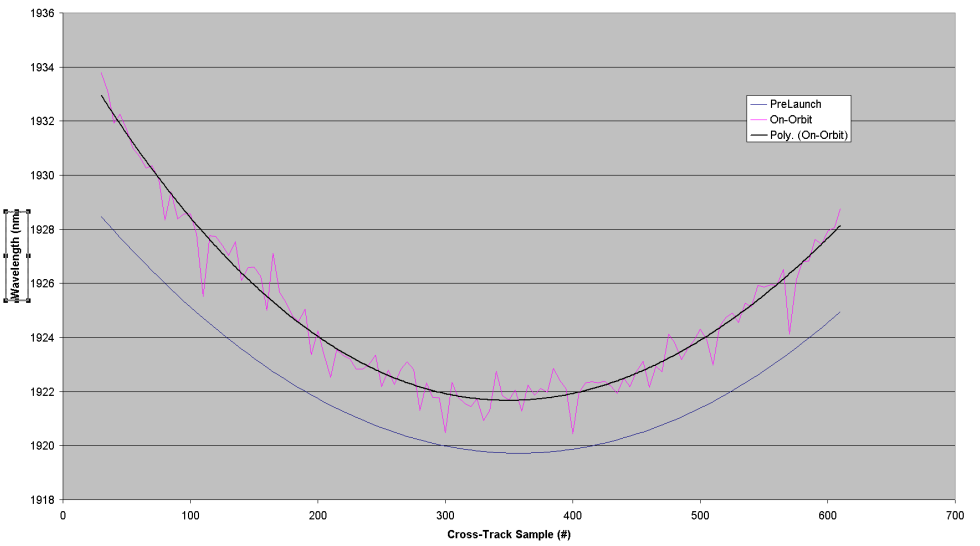 1936
1934
1932
1930
1928
1926
1924
1922
1920
1918
Wavelength (nm
PreLaunch
On-Orbit
Poly. (On-Orbit)
0 100 200 300 400 500 600 700
Cross-Track Sample (#)